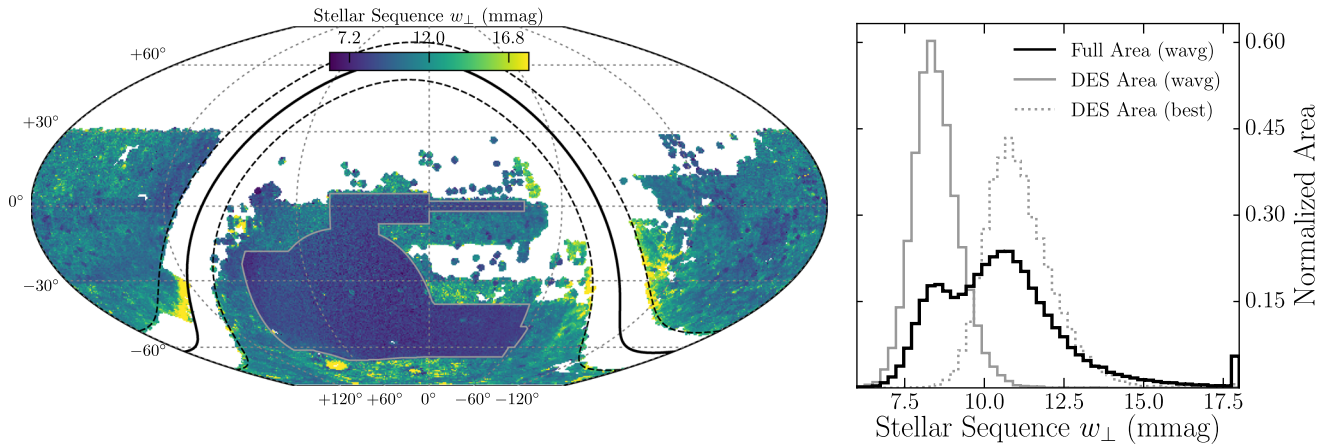 Stellar Sequence w⊥ (mmag)
7.2 12.0 16.8
+60°
+30°
0°
−30°
−60°
+120° +60° 0° −60° −120°
Full Area (wavg)
DES Area (wavg)
DES Area (best)
0.60
0.45
0.30
0.15
Normalized Area
7.5 10.0 12.5 15.0 17.5
Stellar Sequence w⊥ (mmag)